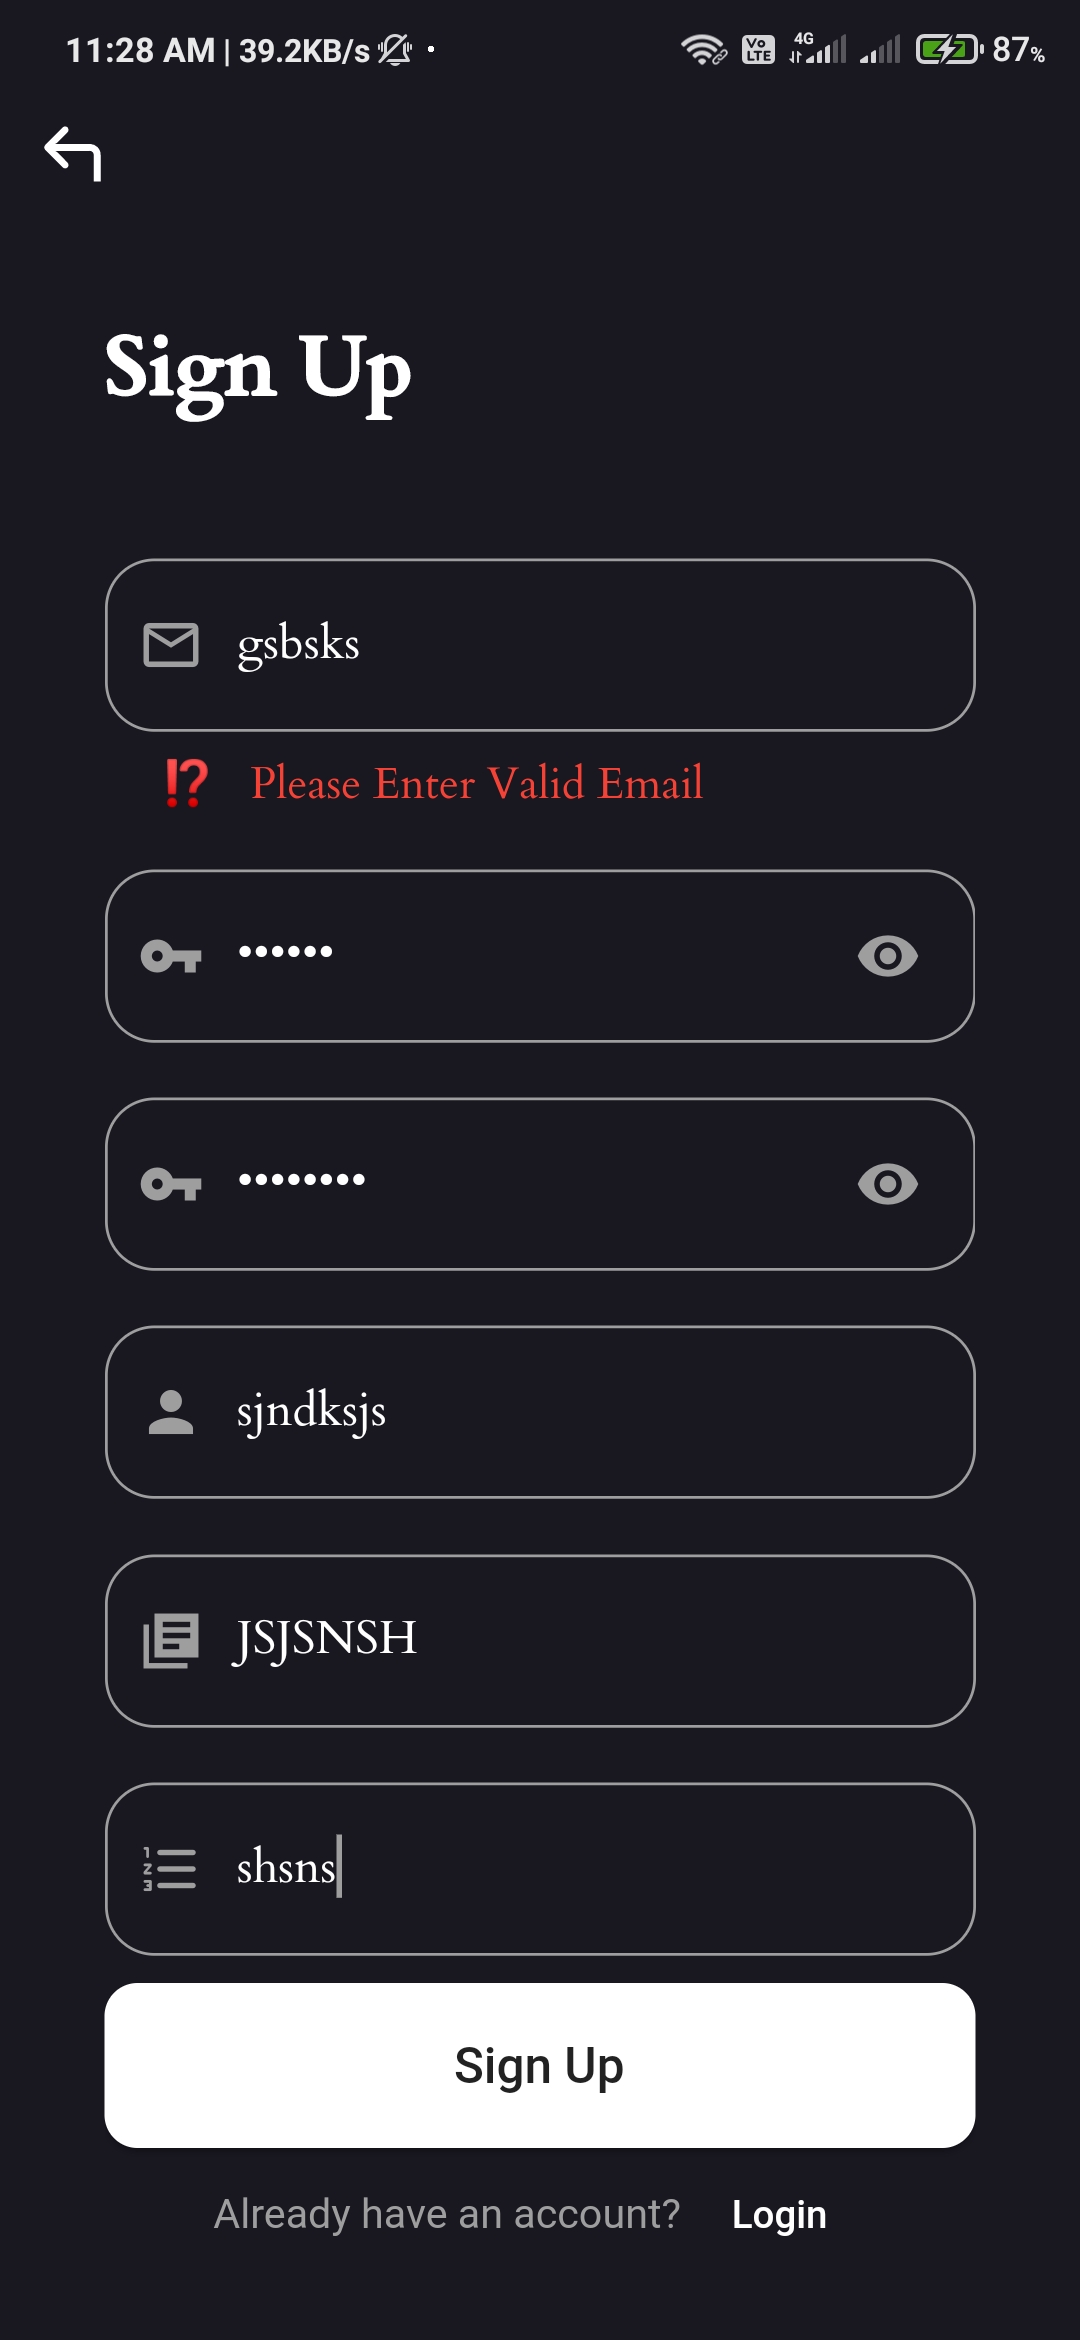 11:28 AM | 39.2KB/s
Vo LTE 4G 87%
Sign Up
gsbsks
⁉ Please Enter Valid Email
••••••
••••••••
sjndksjs
JSJSNSH
shsns
Sign Up
Already have an account? Login